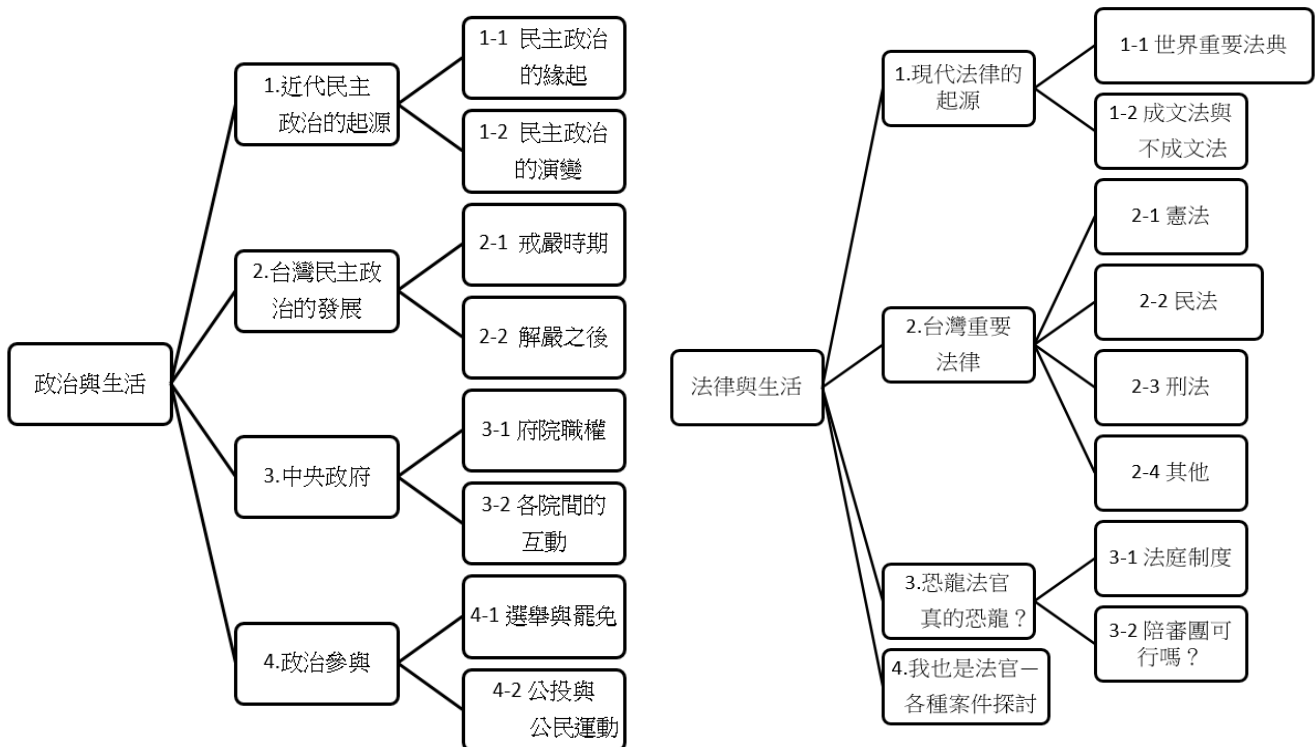 政治與生活
1.近代民主
政治的起源
1-1 民主政治
的緣起
1-2 民主政治
的演變
2.台灣民主政
治的發展
2-1 戒嚴時期
2-2 解嚴之後
3.中央政府
3-1 府院職權
3-2 各院間的
互動
4.政治參與
4-1 選舉與罷免
4-2 公投與
公民運動
法律與生活
1.現代法律的
起源
1-1 世界重要法典
1-2 成文法與
不成文法
2.台灣重要
法律
2-1 憲法
2-2 民法
2-3 刑法
2-4 其他
3.恐龍法官
真的恐龍？
3-1 法庭制度
3-2 陪審團可
行嗎？
4.我也是法官—
各種案件探討